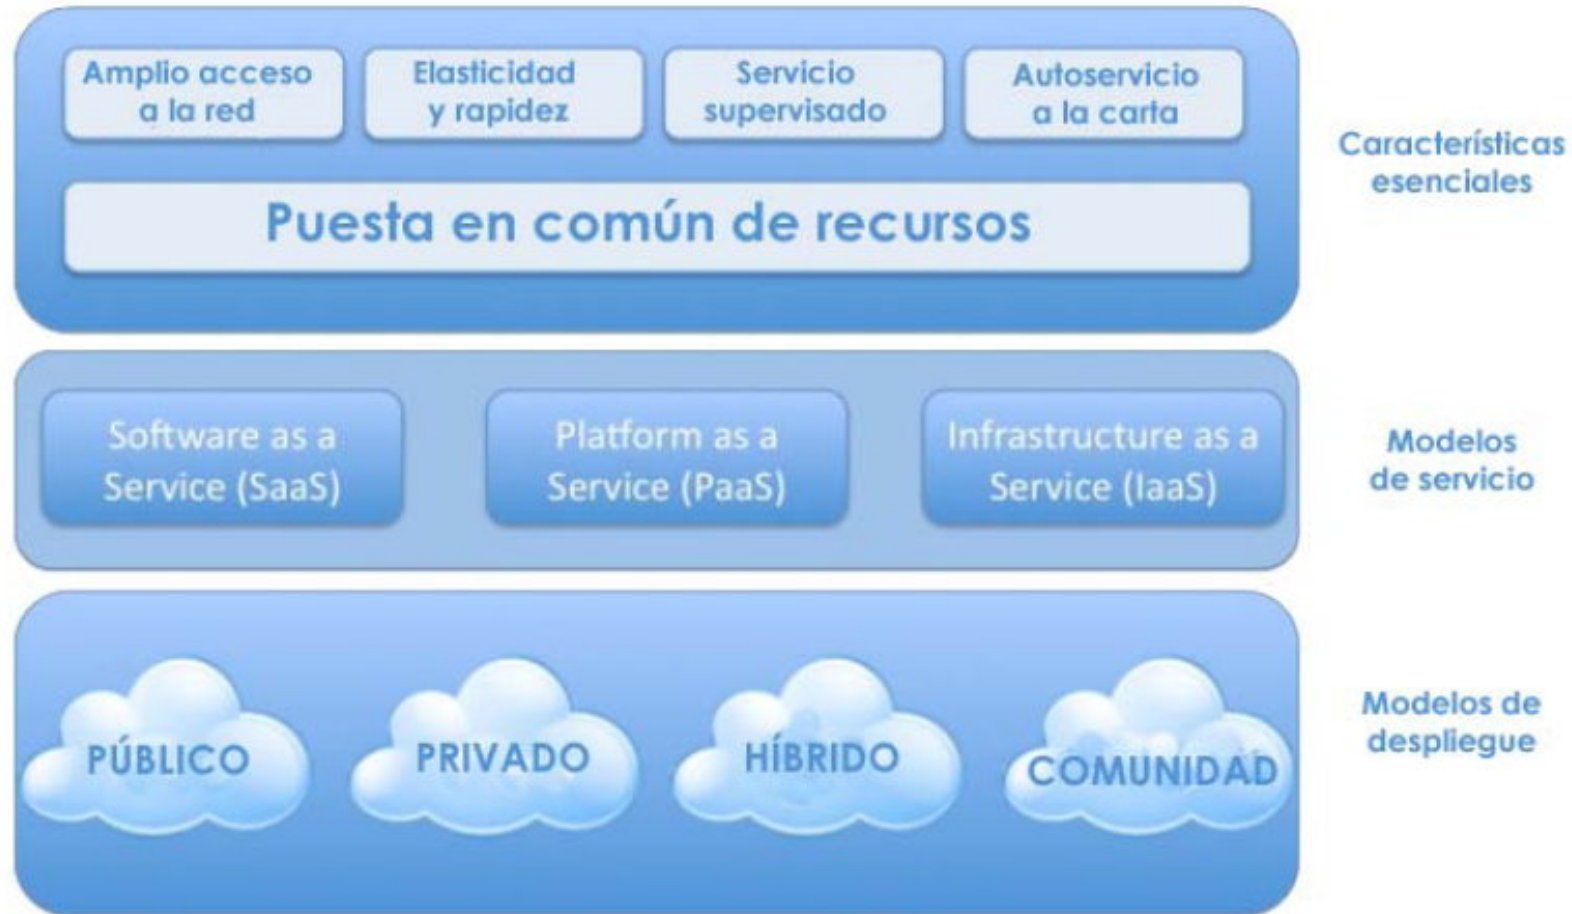 Amplio acceso
a la red
Elasticidad
y rapidez
Servicio
supervisado
Autoservicio
a la carta
Puesta en común de recursos
Características
esenciales
Software as a
Service (SaaS)
Platform as a
Service (PaaS)
Infrastructure as a
Service (IaaS)
Modelos
de servicio
PÚBLICO
PRIVADO
HÍBRIDO
COMUNIDAD
Modelos de
despliegue